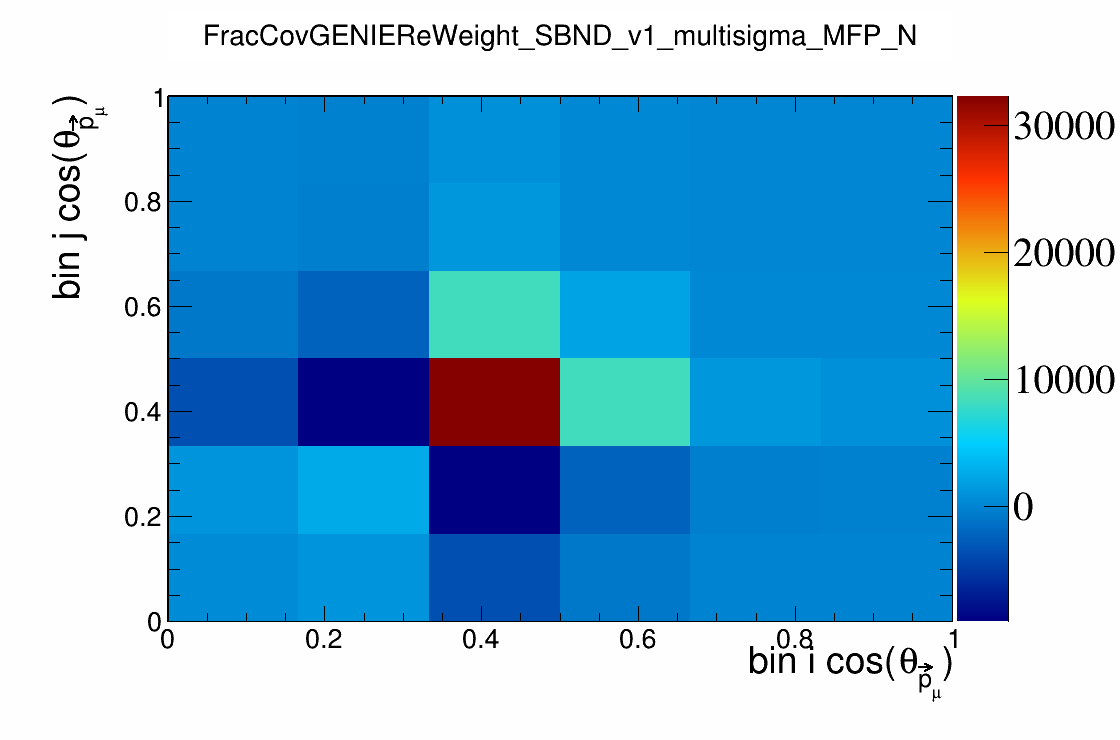 FracCovGENIEReWeight_SBND_v1_multisigma_MFP_N
bin j cos(θp⃗μ)
1
0.8
0.6
0.4
0.2
0
0 0.2 0.4 0.6 0.8 1
bin i cos(θp⃗μ)
30000
20000
10000
0